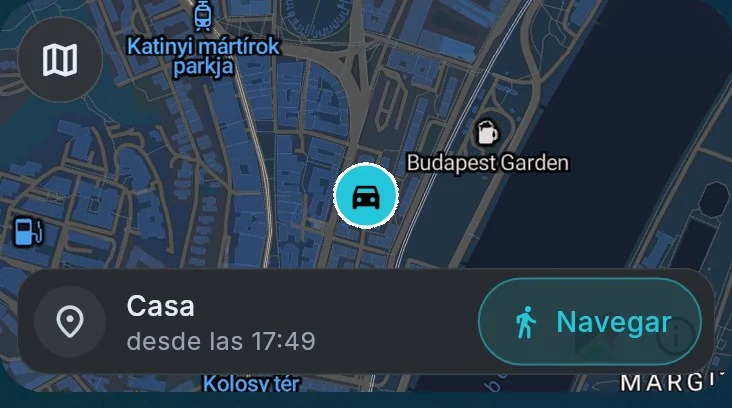 Katinyi mártírok
parkja
Budapest Garden
Casa
desde las 17:49
Navegar
Kolosy tér